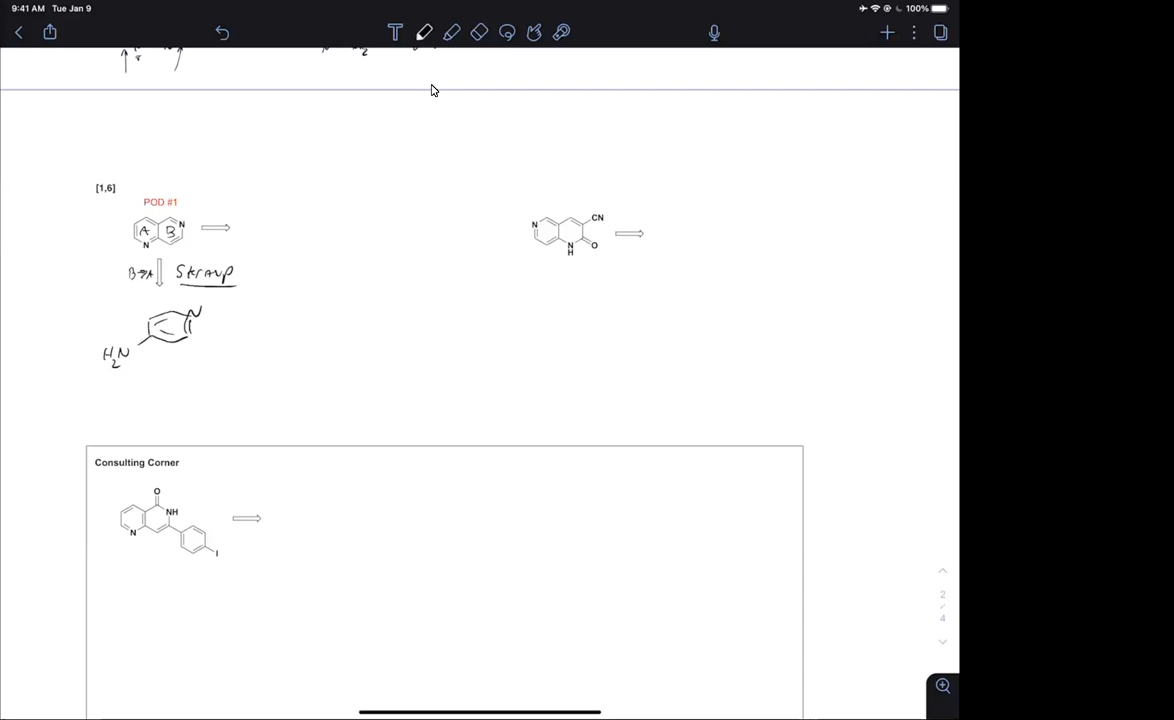 9:41 AM Tue Jan 9
100%
[1,6]
POD #1
A B
N
N
B→A Skraup
N
H2N
CN
N
N
H
O
Consulting Corner
O
NH
N
I
2
/
4